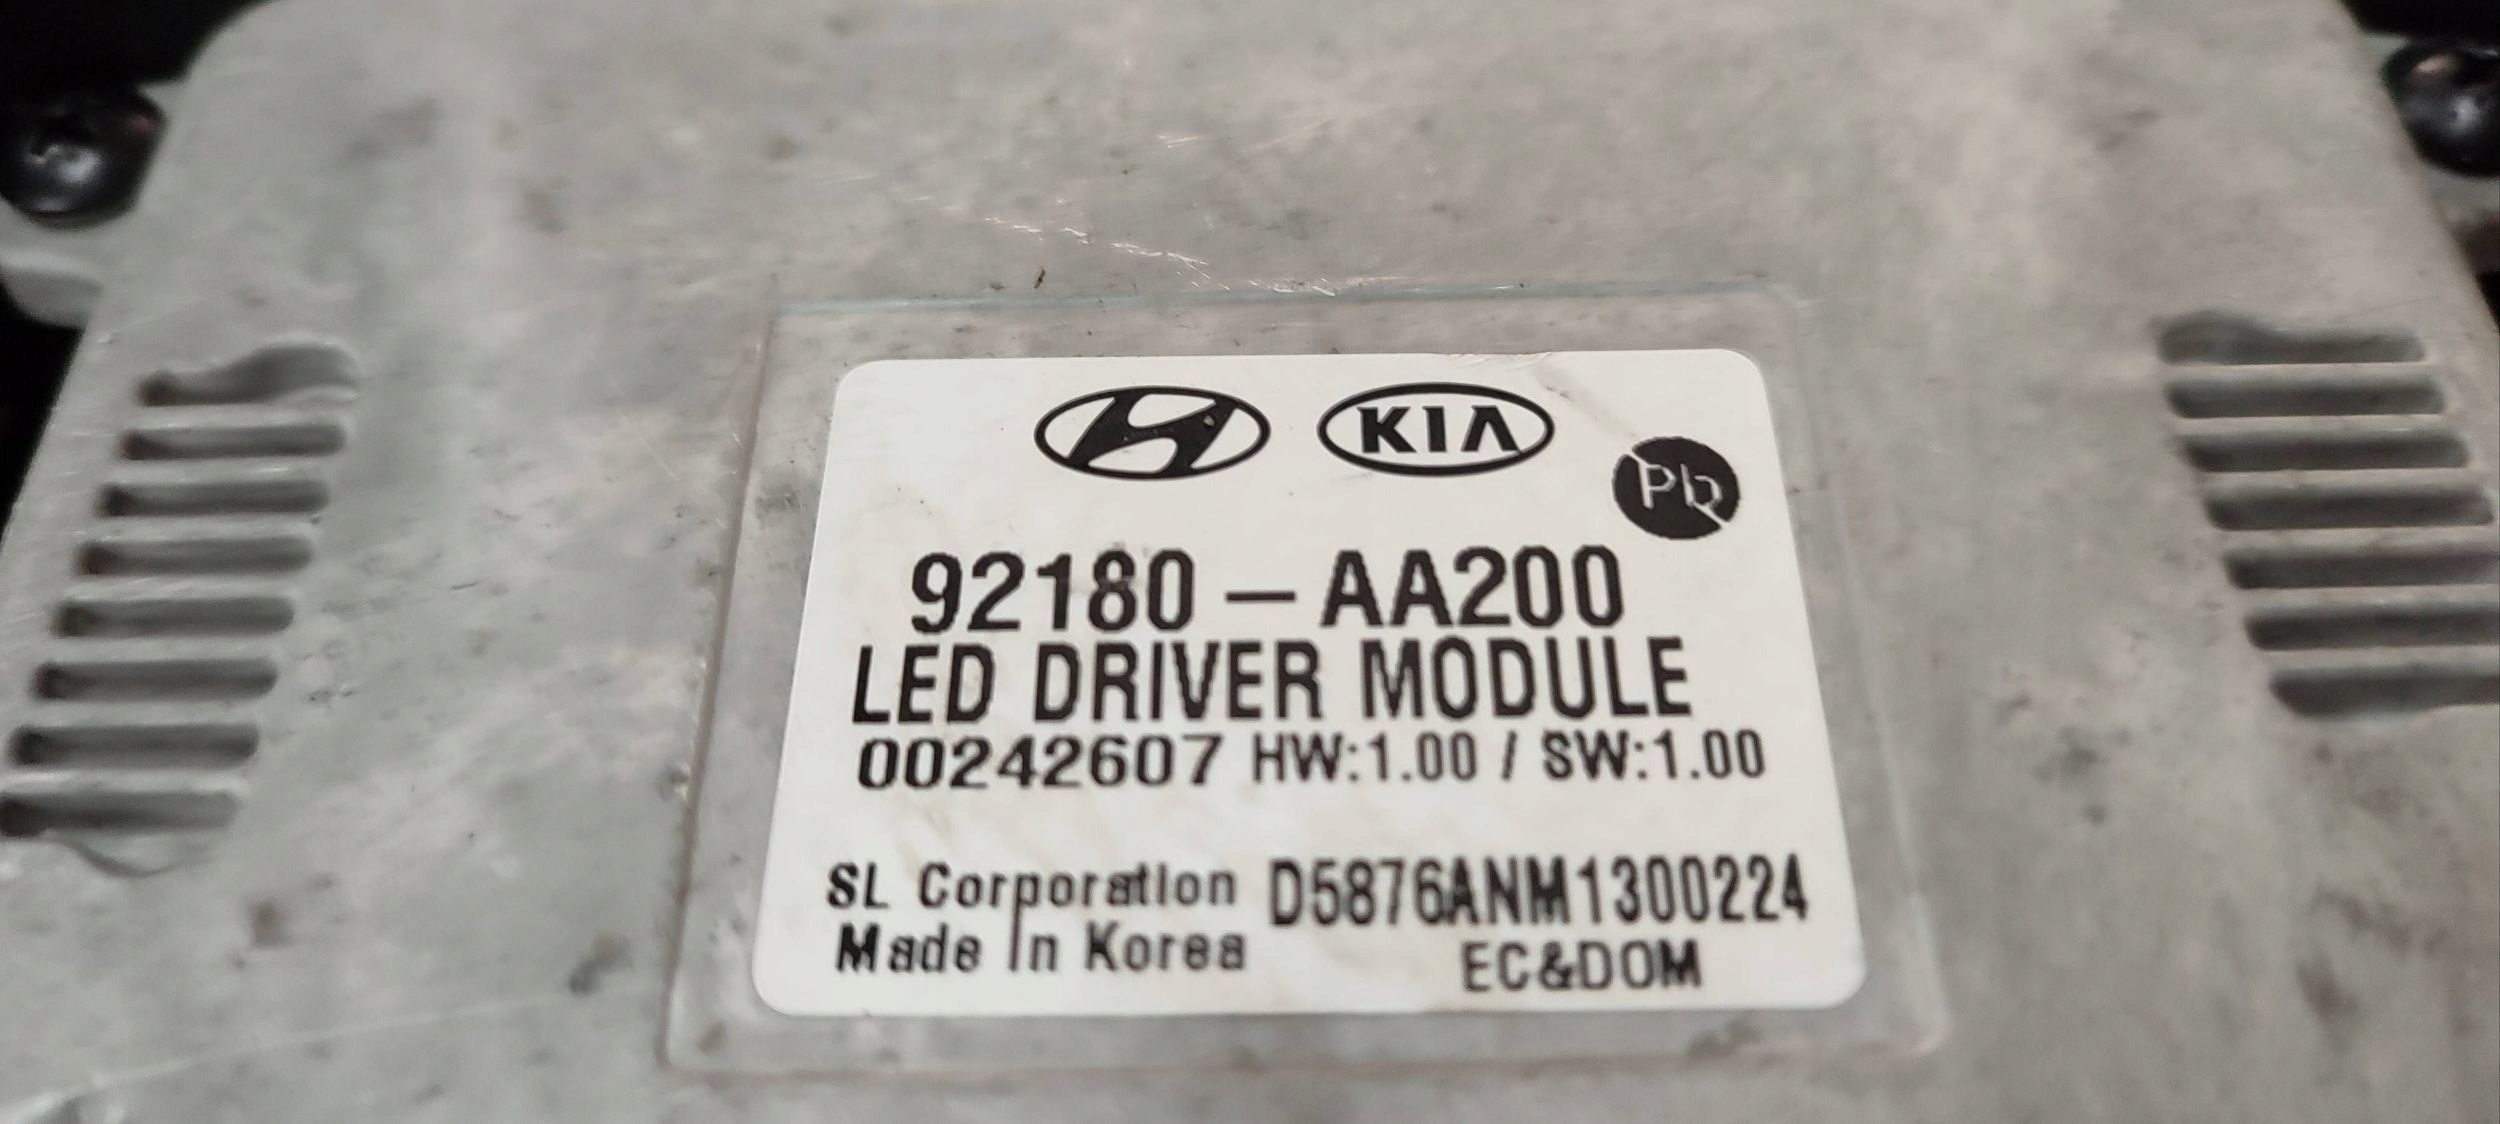 KIA
Pb
92180-AA200
LED DRIVER MODULE
00242607 HW:1.00 / SW:1.00
SL Corporation D5876ANM1300224
Made In Korea EC&DOM